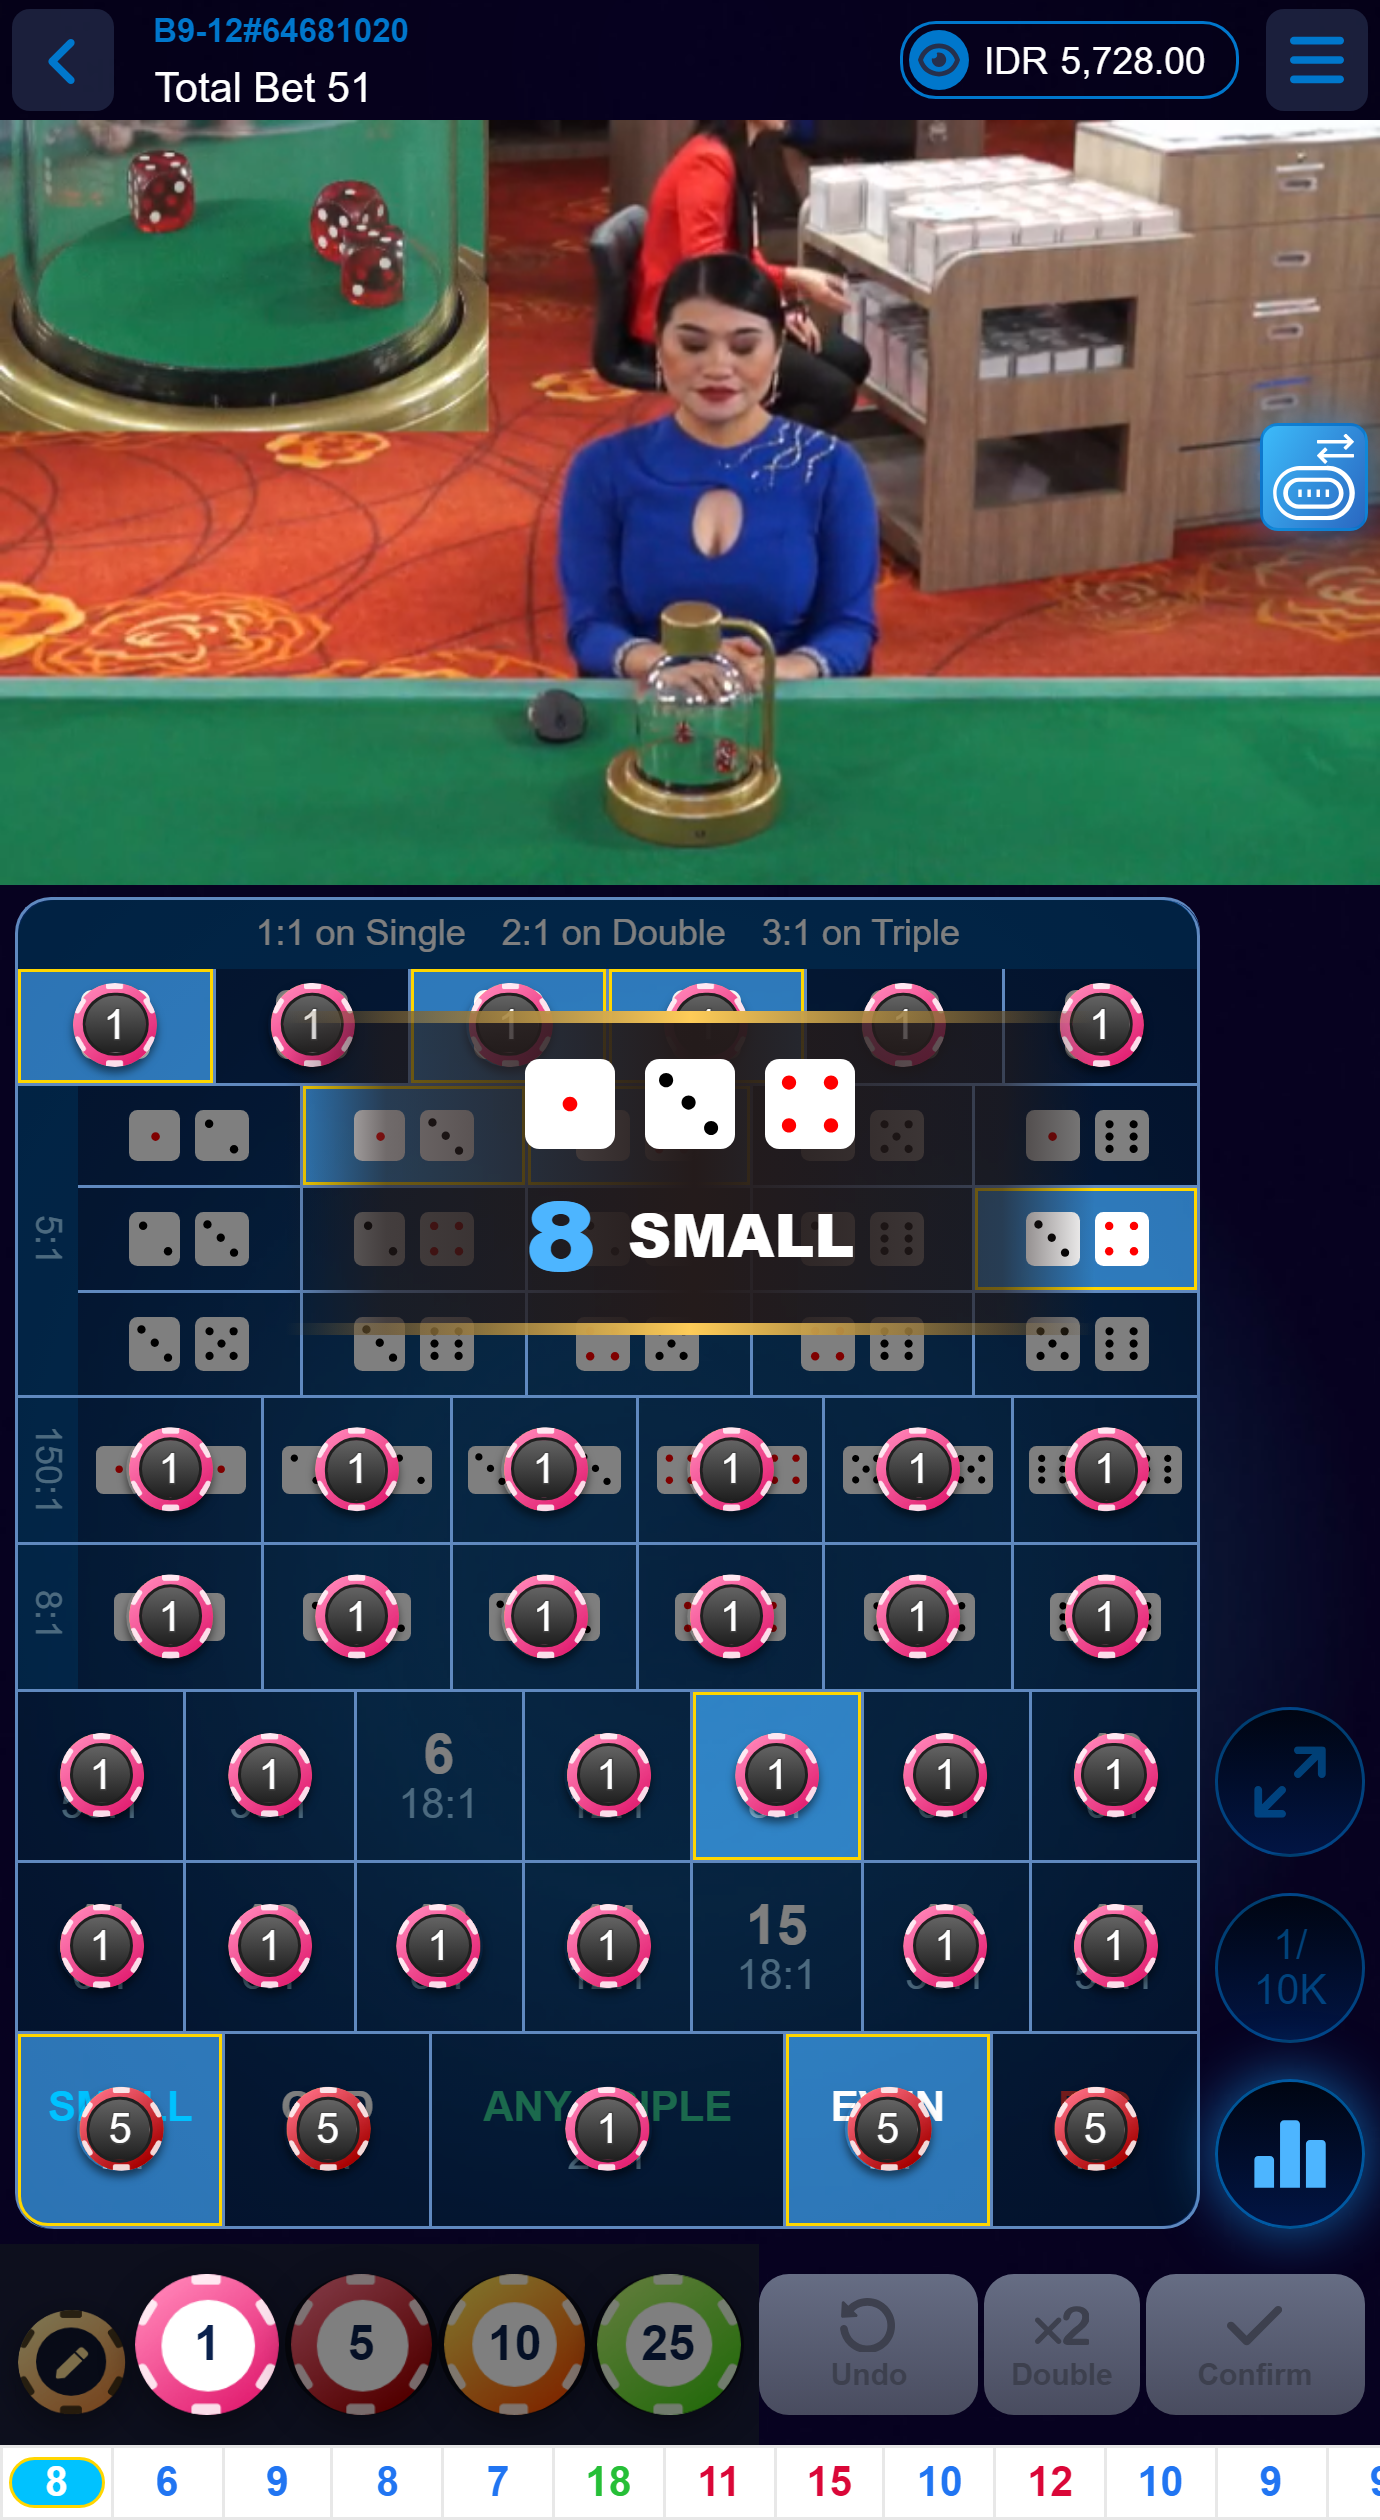 B9-12#64681020
Total Bet 51
IDR 5,728.00
1:1 on Single 2:1 on Double 3:1 on Triple
1 1 1 1 1 1
8 SMALL
5:1
150:1
1 1 1 1 1 1
8:1
1 1 1 1 1 1
1 1 6 1 1 1 1
18:1
1 1 1 1 15 1 1
18:1
1/
10K
5 5 1 5 5
1 5 10 25
Undo
x2
Double
Confirm
8 6 9 8 7 18 11 15 10 12 10 9